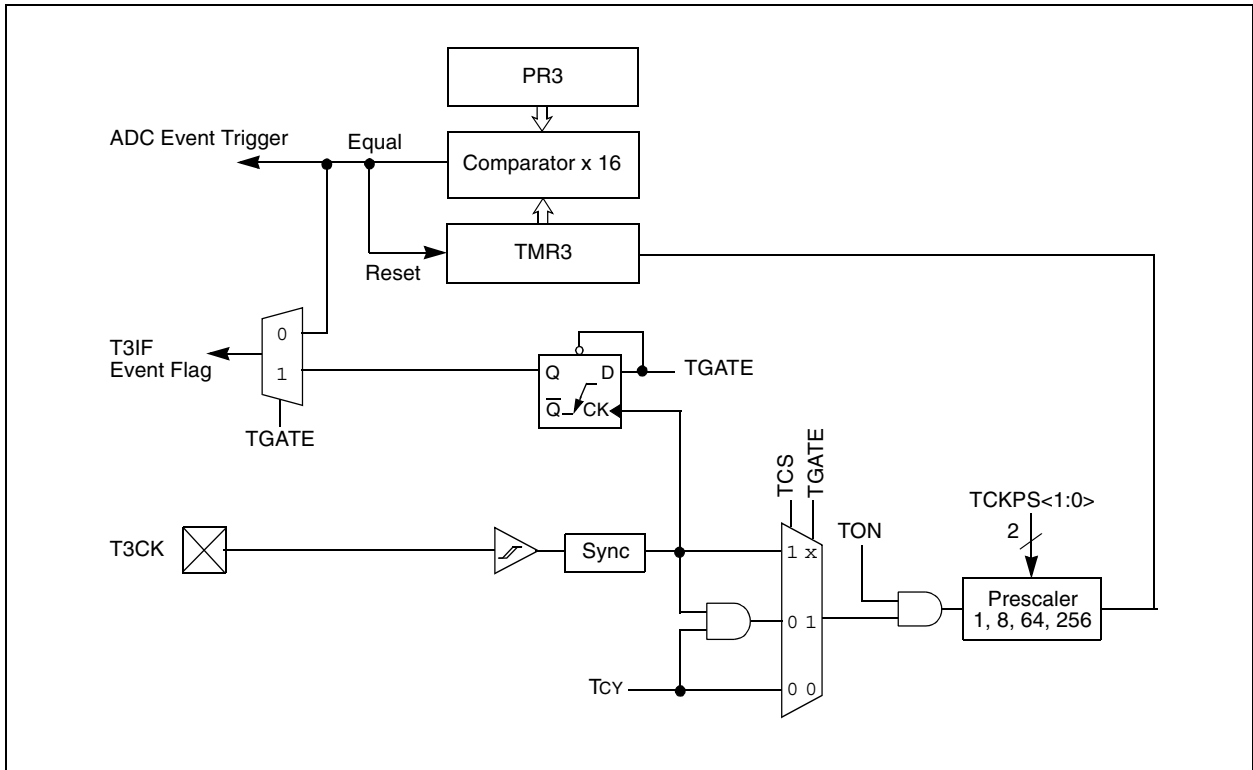 PR3
ADC Event Trigger
Equal
Comparator x 16
TMR3
Reset
0
T3IF
Event Flag
1
TGATE
Q
D
TGATE
Q
CK
TCS
TGATE
TCKPS<1:0>
2
TON
T3CK
Sync
1 x
Prescaler
1, 8, 64, 256
0 1
TCY
0 0